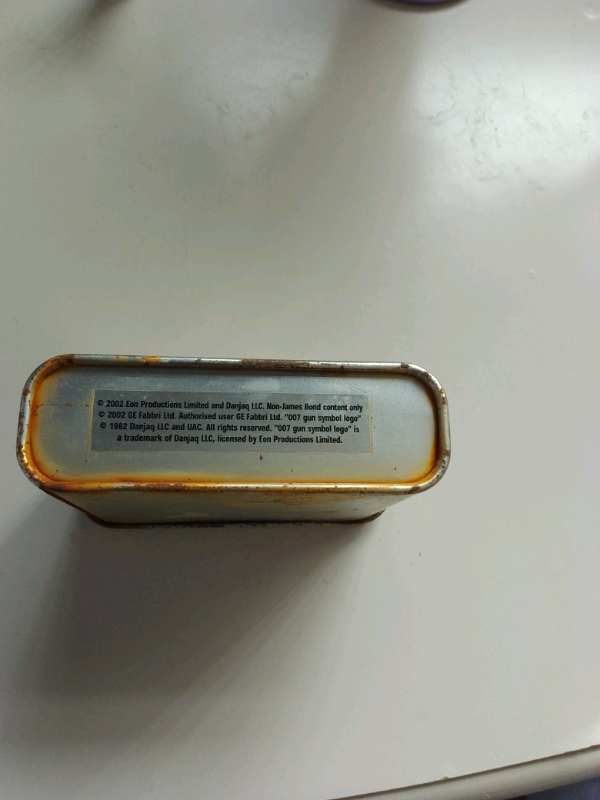 © 2002 Eon Productions Limited and Danjaq LLC. Non-James Bond content only
© 2002 GE Fabbri Ltd. Authorised user GE Fabbri Ltd. "007 gun symbol lego"
© 1962 Danjaq LLC and UAC. All rights reserved. "007 gun symbol lego" is
a trademark of Danjaq LLC, licensed by Eon Productions Limited.